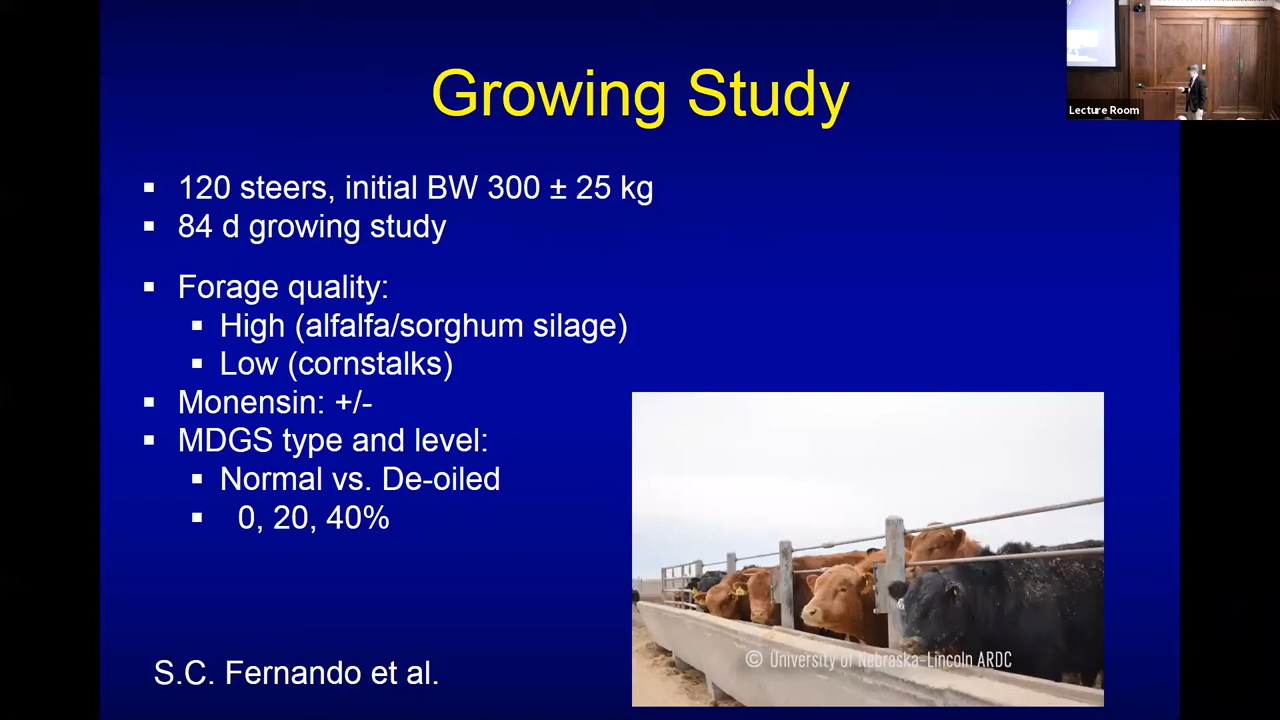 Growing Study
Lecture Room
▪ 120 steers, initial BW 300 ± 25 kg
▪ 84 d growing study
▪ Forage quality:
▪ High (alfalfa/sorghum silage)
▪ Low (cornstalks)
▪ Monensin: +/-
▪ MDGS type and level:
▪ Normal vs. De-oiled
▪ 0, 20, 40%
© University of Nebraska-Lincoln ARDC
S.C. Fernando et al.